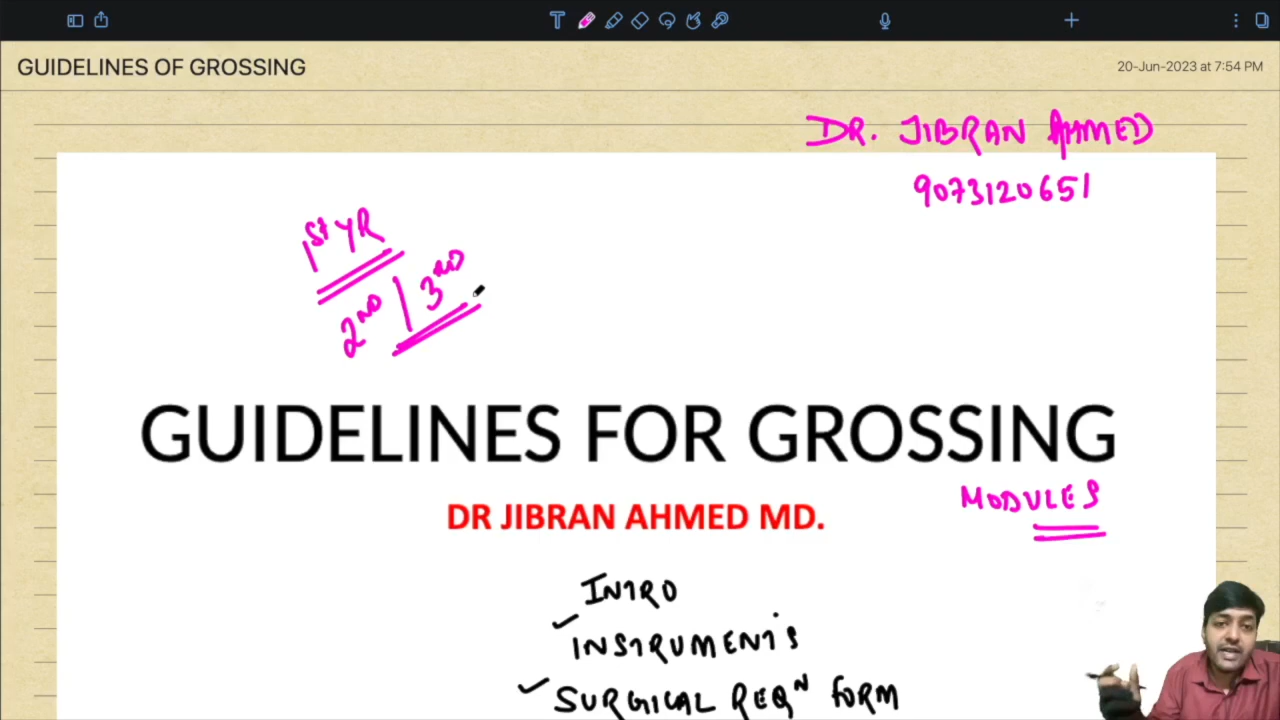 GUIDELINES OF GROSSING
20-Jun-2023 at 7:54 PM
DR. JIBRAN AHMED
9073120651
1st YR
2ND / 3RD
GUIDELINES FOR GROSSING
MODULES
DR JIBRAN AHMED MD.
INTRO
✓ INSTRUMENTS
✓ SURGICAL REQN FORM